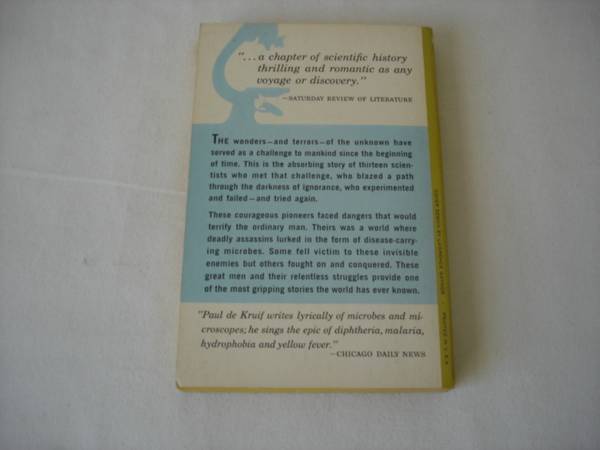 "...a chapter of scientific history
thrilling and romantic as any
voyage or discovery."
—SATURDAY REVIEW OF LITERATURE
THE wonders—and terrors—of the unknown have
served as a challenge to mankind since the beginning
of time. This is the absorbing story of thirteen scien-
tists who met that challenge, who blazed a path
through the darkness of ignorance, who experimented
and failed—and tried again.
These courageous pioneers faced dangers that would
terrify the ordinary man. Theirs was a world where
deadly assassins lurked in the form of disease-carry-
ing microbes. Some fell victim to these invisible
enemies but others fought on and conquered. These
great men and their relentless struggles provide one
of the most gripping stories the world has ever known.
"Paul de Kruif writes lyrically of microbes and mi-
croscopes; he sings the epic of diphtheria, malaria,
hydrophobia and yellow fever."
—CHICAGO DAILY NEWS